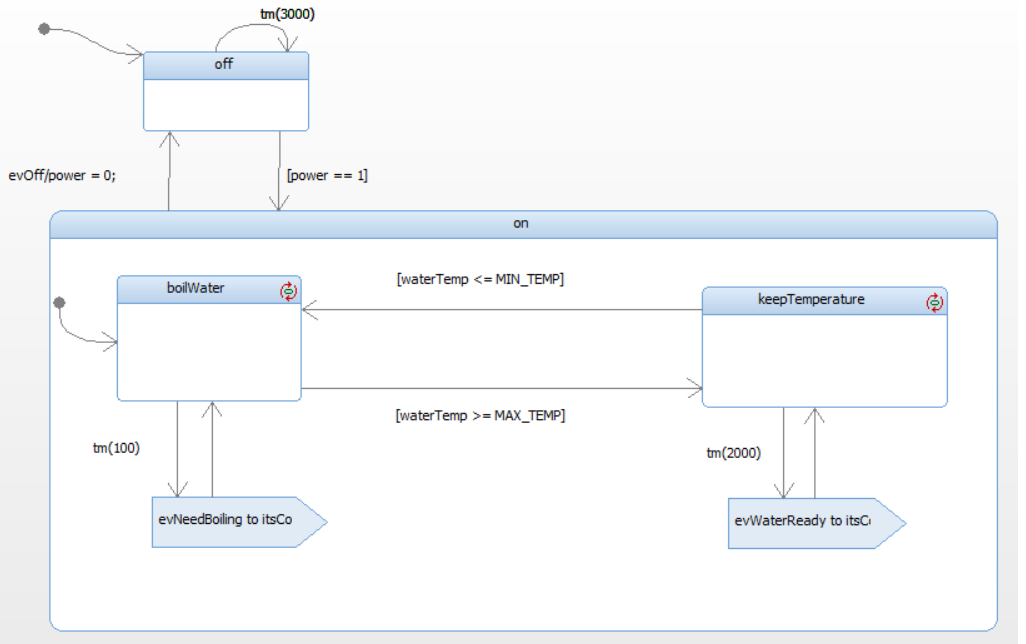 tm(3000)
off
evOff/power = 0;
[power == 1]
on
boilWater
[waterTemp <= MIN_TEMP]
keepTemperature
[waterTemp >= MAX_TEMP]
tm(100)
tm(2000)
evNeedBoiling to itsCo
evWaterReady to itsC